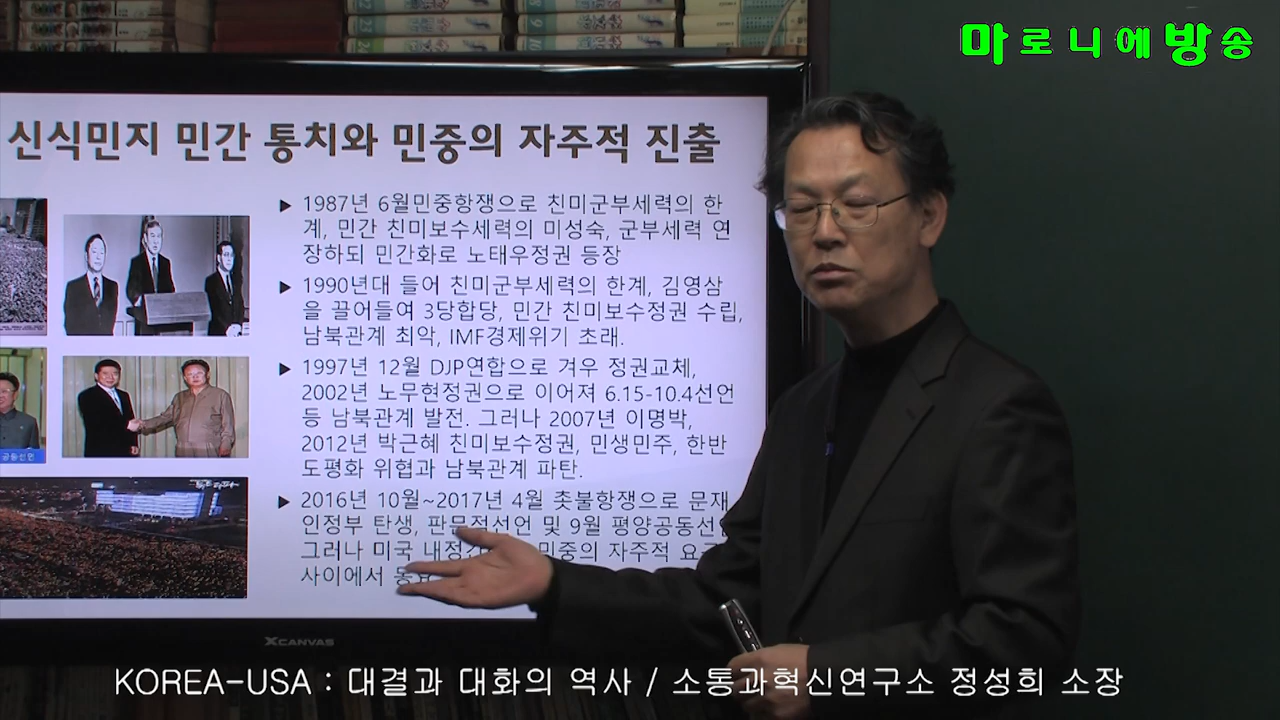 마로니에방송
신식민지 민간 통치와 민중의 자주적 진출
▶ 1987년 6월민중항쟁으로 친미군부세력의 한
계, 민간 친미보수세력의 미성숙, 군부세력 연
장하되 민간화로 노태우정권 등장
▶ 1990년대 들어 친미군부세력의 한계, 김영삼
을 끌어들여 3당합당, 민간 친미보수정권 수립,
남북관계 최악, IMF경제위기 초래.
▶ 1997년 12월 DJP연합으로 겨우 정권교체,
2002년 노무현정권으로 이어져 6.15-10.4선언
등 남북관계 발전. 그러나 2007년 이명박,
2012년 박근혜 친미보수정권, 민생민주, 한반
도평화 위협과 남북관계 파탄.
▶ 2016년 10월~2017년 4월 촛불항쟁으로 문재
인정부 탄생, 판문점선언 및 9월 평양공동선언
그러나 미국 내정간 민중의 자주적 요구
사이에서
공동선언
XCANVAS
KOREA-USA : 대결과 대화의 역사 / 소통과혁신연구소 정성희 소장